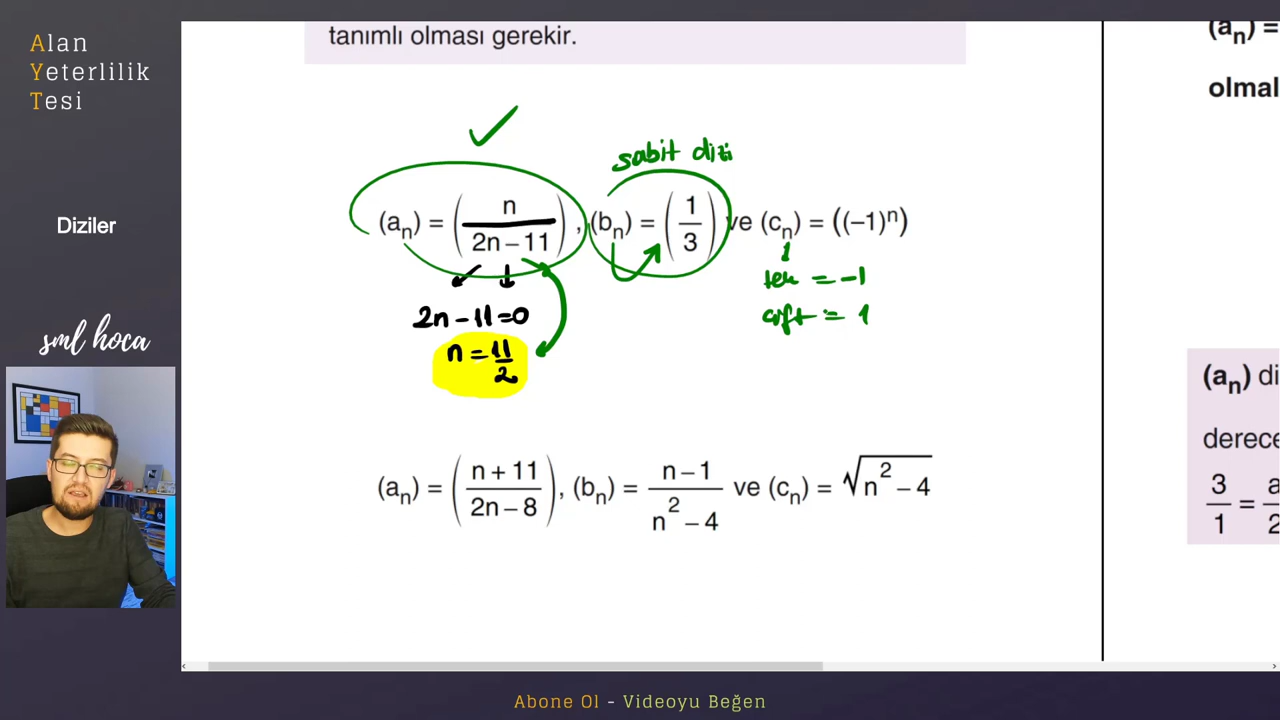 Alan
Yeterlilik
Tesi
Diziler
sml hoca
tanımlı olması gerekir.
sabit dizi
(aₙ) = (n / 2n – 11), (bₙ) = (1 / 3) ve (cₙ) = ((–1)ⁿ)
2n – 11 = 0
n = 11 / 2
tek = -1
çift = 1
(aₙ) = (n + 11 / 2n – 8), (bₙ) = n – 1 / n² – 4 ve (cₙ) = √n² – 4
(aₙ) =
olmal
(aₙ) di
derece
3 / 1 = a / 2
Abone Ol - Videoyu Beğen